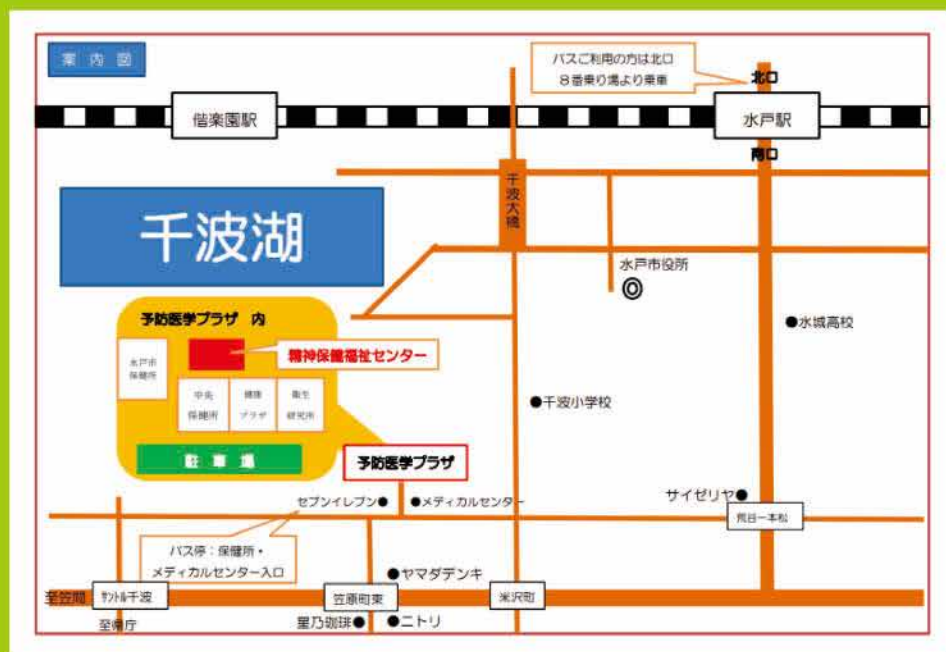 案内図
バスご利用の方は北口
８番乗り場より乗車
北口
偕楽園駅
水戸駅
南口
千波大橋
千波湖
水戸市役所
予防医学プラザ 内
水城高校
精神保健福祉センター
水戸市
保健所
中央
保健所
健康
プラザ
衛生
研究所
千波小学校
駐車場
予防医学プラザ
セブンイレブン
メディカルセンター
サイゼリヤ
荒谷一本松
バス停：保健所・
メディカルセンター入口
ヤマダデンキ
至笠間
ｻﾝﾄﾙ千波
笠原町東
米沢町
至県庁
星乃珈琲
ニトリ